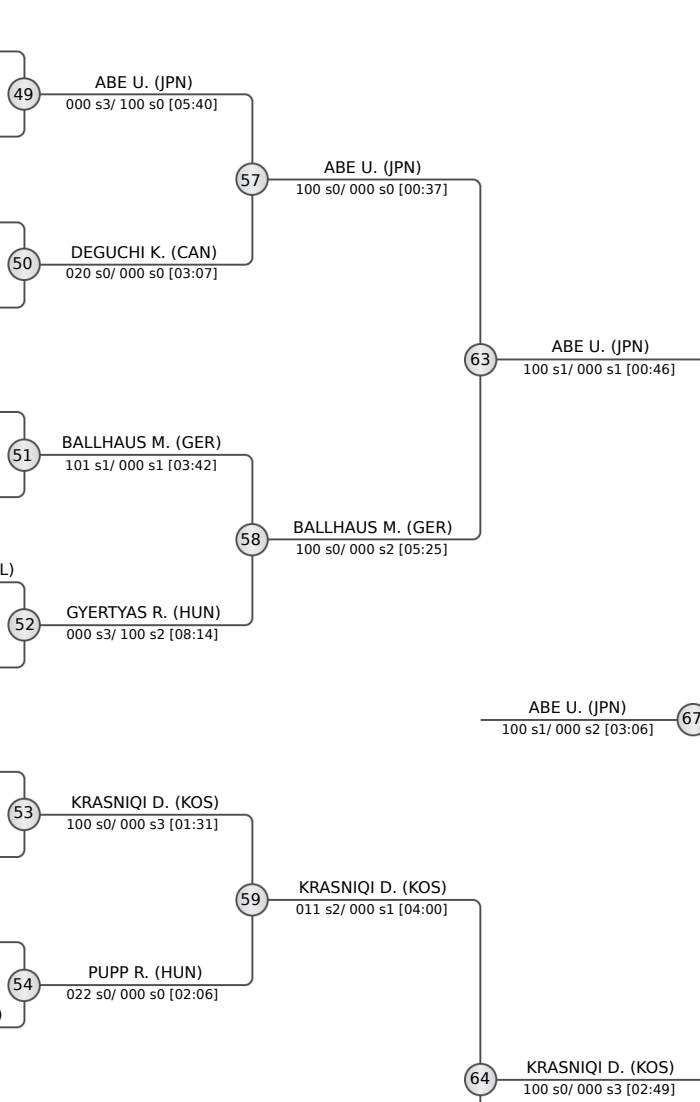 ABE U. (JPN)
49
000 s3/ 100 s0 [05:40]
ABE U. (JPN)
57
100 s0/ 000 s0 [00:37]
DEGUCHI K. (CAN)
50
020 s0/ 000 s0 [03:07]
ABE U. (JPN)
63
100 s1/ 000 s1 [00:46]
BALLHAUS M. (GER)
51
101 s1/ 000 s1 [03:42]
BALLHAUS M. (GER)
58
100 s0/ 000 s2 [05:25]
L)
GYERTYAS R. (HUN)
52
000 s3/ 100 s2 [08:14]
ABE U. (JPN)
67
100 s1/ 000 s2 [03:06]
KRASNIQI D. (KOS)
53
100 s0/ 000 s3 [01:31]
KRASNIQI D. (KOS)
59
011 s2/ 000 s1 [04:00]
PUPP R. (HUN)
54
022 s0/ 000 s0 [02:06]
)
KRASNIQI D. (KOS)
64
100 s0/ 000 s3 [02:49]